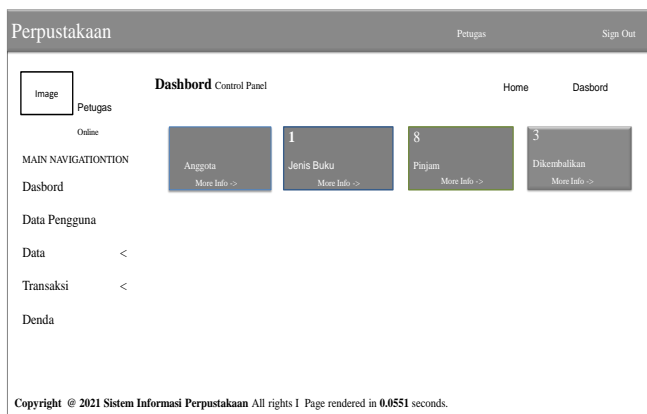 Perpustakaan Petugas Sign Out
Image
Petugas
Online
Dashbord Control Panel Home Dasbord
MAIN NAVIGATIONTION
Dasbord
Data Pengguna
Data <
Transaksi <
Denda
Anggota
More Info ->
1
Jenis Buku
More Info ->
8
Pinjam
More Info ->
3
Dikembalikan
More Info ->
Copyright @ 2021 Sistem Informasi Perpustakaan All rights I Page rendered in 0.0551 seconds.